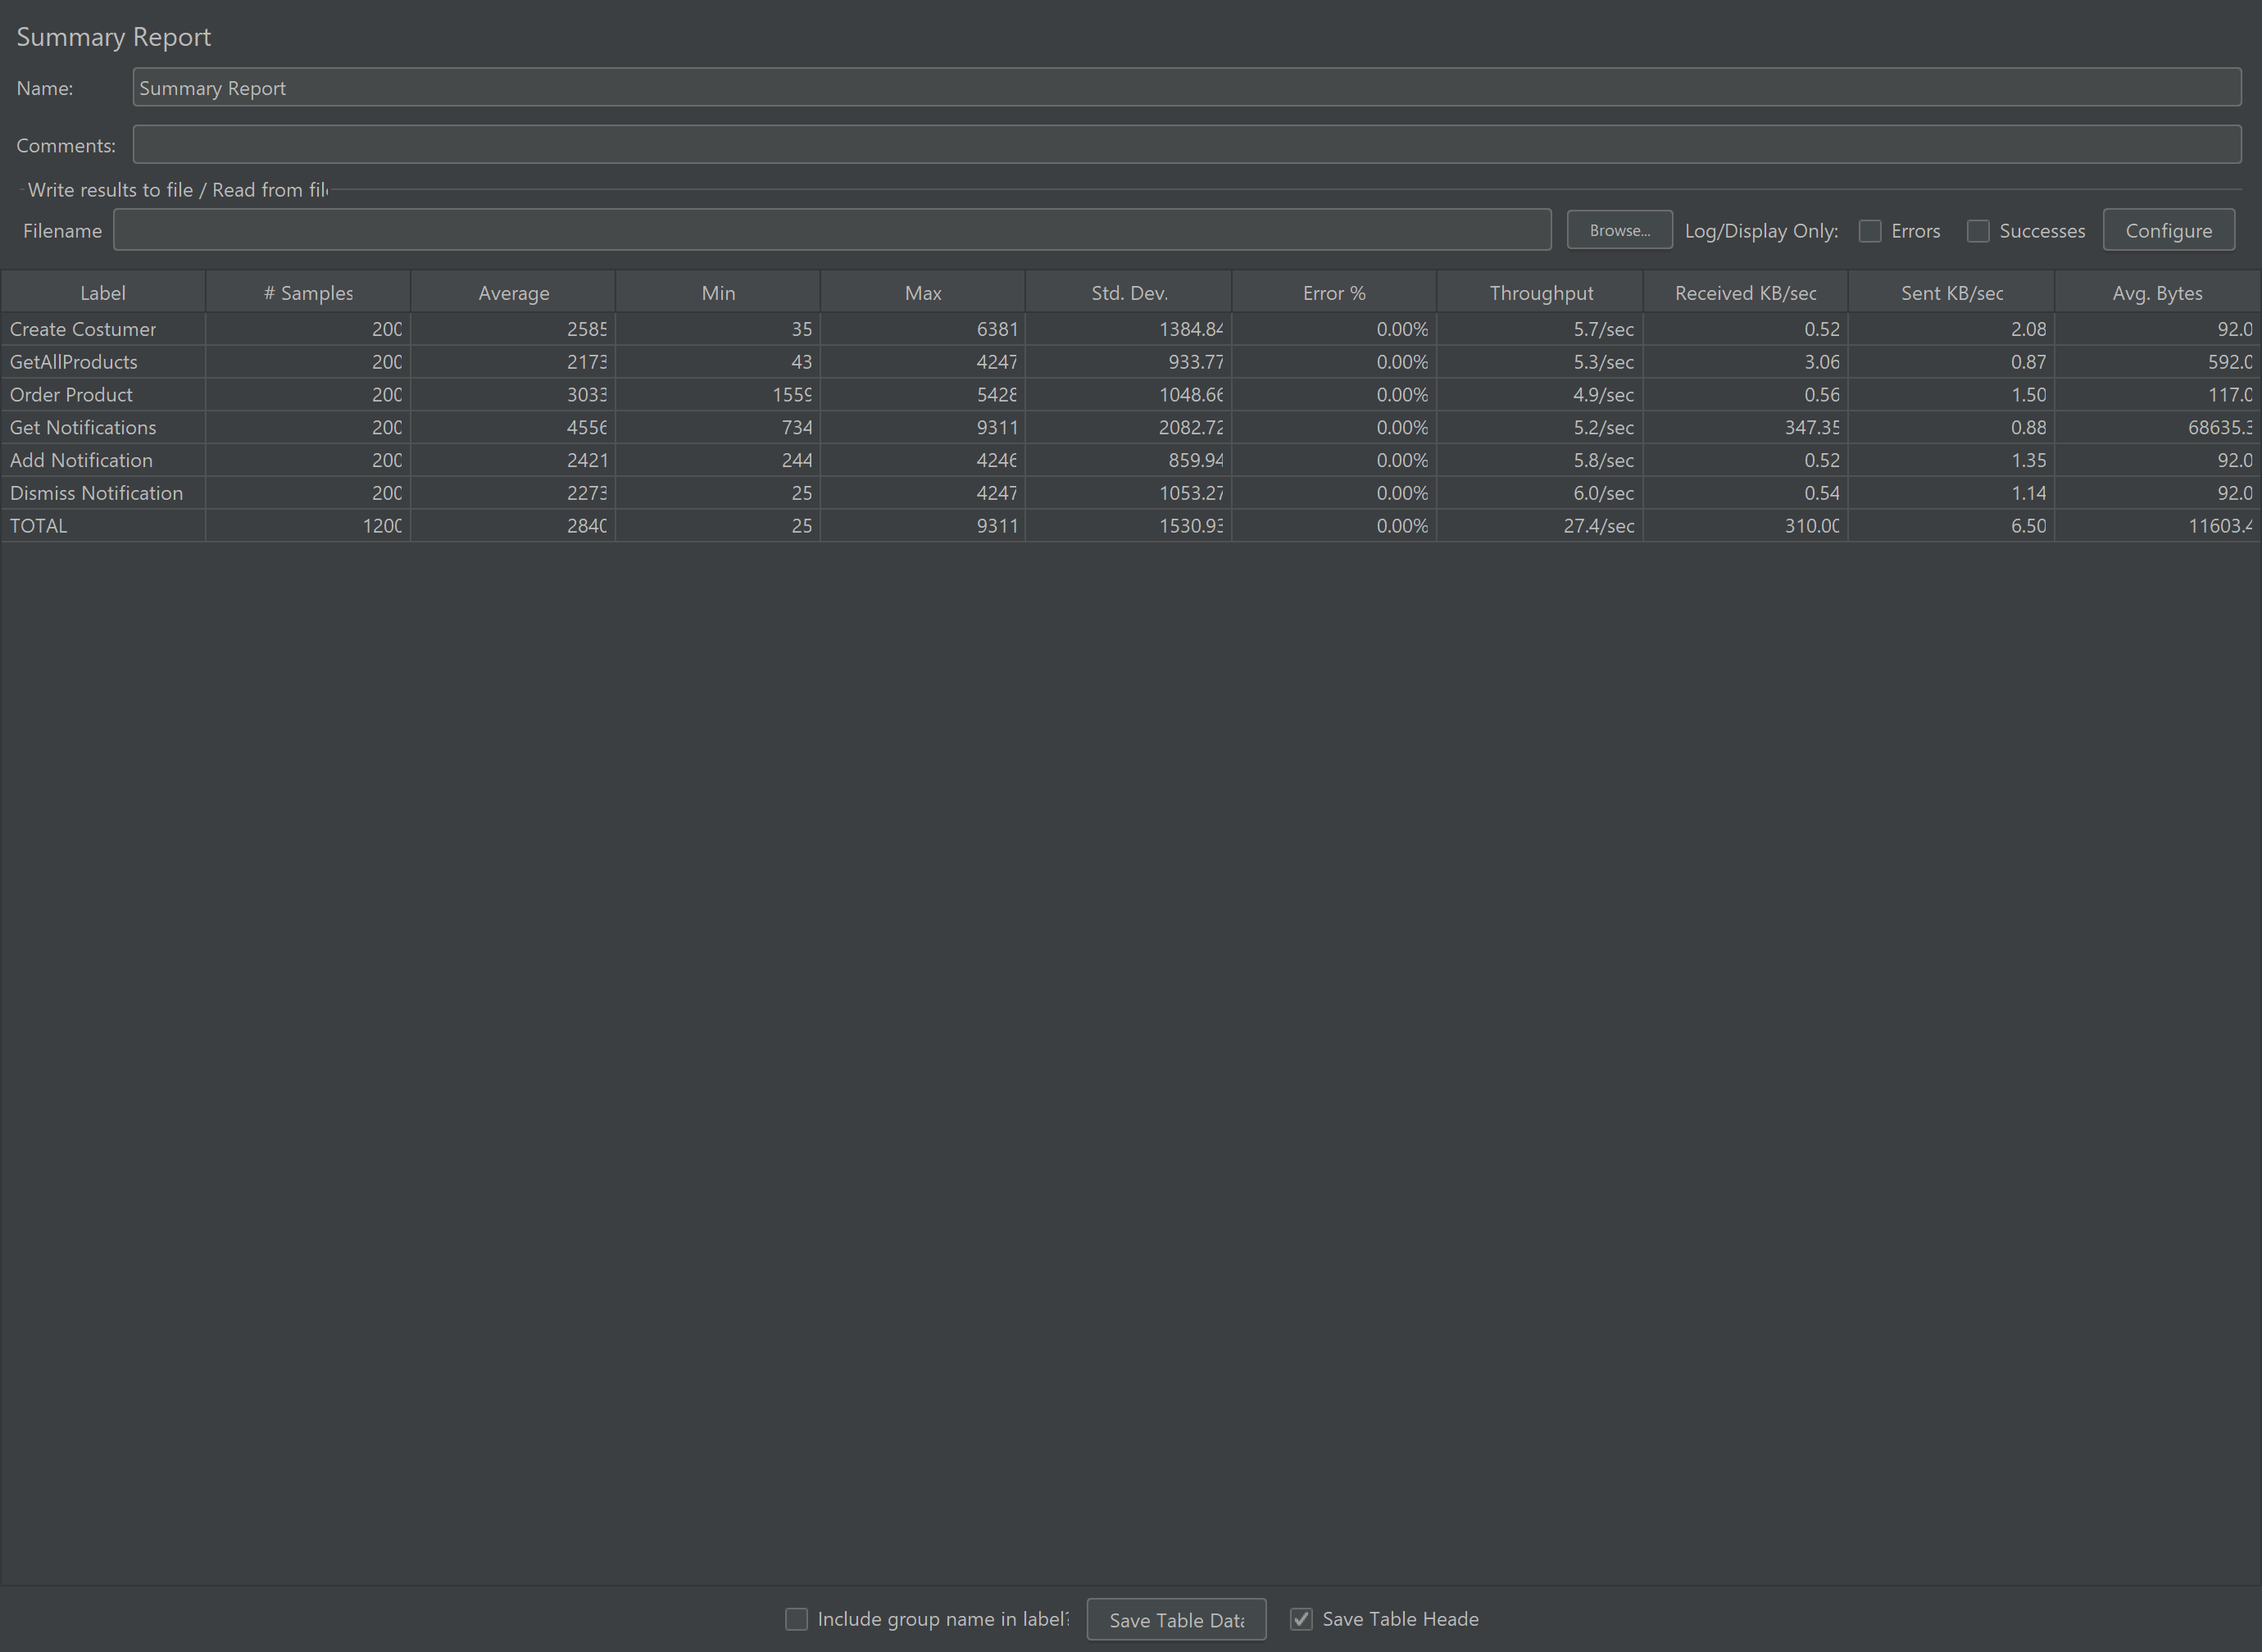 Summary Report
Name: Summary Report
Comments:
Write results to file / Read from file
Filename Browse... Log/Display Only: Errors Successes Configure
Label # Samples Average Min Max Std. Dev. Error % Throughput Received KB/sec Sent KB/sec Avg. Bytes
Create Costumer 200 2585 35 6381 1384.84 0.00% 5.7/sec 0.52 2.08 92.0
GetAllProducts 200 2173 43 4247 933.77 0.00% 5.3/sec 3.06 0.87 592.0
Order Product 200 3033 1559 5428 1048.66 0.00% 4.9/sec 0.56 1.50 117.0
Get Notifications 200 4556 734 9311 2082.72 0.00% 5.2/sec 347.35 0.88 68635.3
Add Notification 200 2421 244 4246 859.94 0.00% 5.8/sec 0.52 1.35 92.0
Dismiss Notification 200 2273 25 4247 1053.27 0.00% 6.0/sec 0.54 1.14 92.0
TOTAL 1200 2840 25 9311 1530.93 0.00% 27.4/sec 310.00 6.50 11603.4
Include group name in label? Save Table Data Save Table Heade